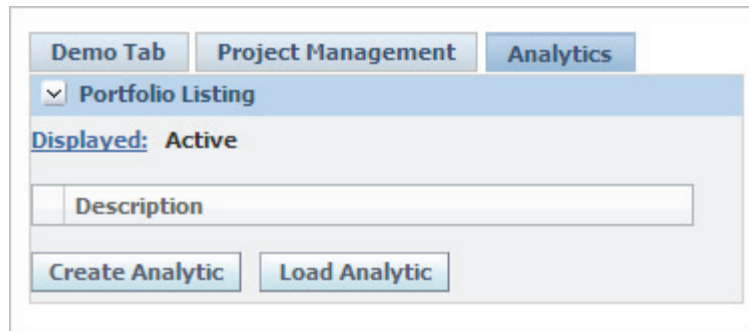 Demo Tab Project Management Analytics
Portfolio Listing
Displayed: Active
Description
Create Analytic Load Analytic